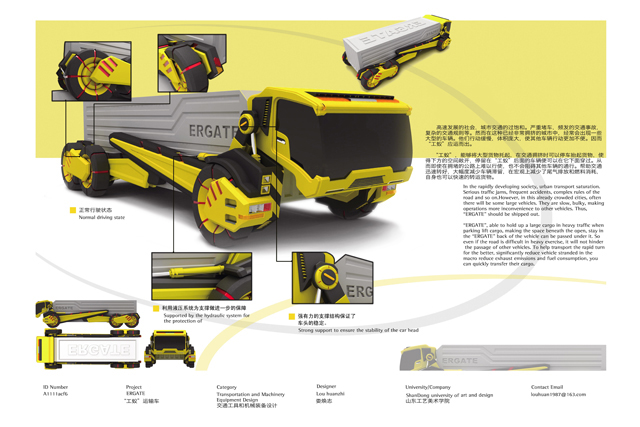 ERGATE
高速发展的社会，城市交通的过饱和。严重堵车、频发的交通事故、
复杂的交通规则等。然而在这种已经非常拥挤的城市中，经常会出现一些
大型的车辆。他们行动缓慢、体积庞大、使其他车辆行动更加不便。因而
"工蚁"应运而出。
"工蚁"，能够将大型货物托起，在交通拥挤时可以停车抬起货物，使
得下方的空间敞开，停留在"工蚁"后面的车辆便可以在它下面穿过。从
而即使在拥堵的公路上难以行使，也不会阻碍其他车辆的通行。帮助交通
迅速转好，大幅度减少车辆滞留，在宏观上减少了尾气排放和燃料消耗，
自身也可以快速的转运货物。
In the rapidly developing society, urban transport saturation.
Serious traffic jams, frequent accidents, complex rules of the
road and so on.However, in this already crowded cities, often
there will be some large vehicles. They are slow, bulky, making
operations more inconvenience to other vehicles. Thus,
"ERGATE" should be shipped out.
"ERGATE", able to hold up a large cargo in heavy traffic when
parking lift cargo, making the space beneath the open, stay in
the "ERGATE" back of the vehicle can be passed under it. So
even if the road is difficult in heavy exercise, it will not hinder
the passage of other vehicles. To help transport the rapid turn
for the better, significantly reduce vehicle stranded in the
macro reduce exhaust emissions and fuel consumption, you
can quickly transfer their cargo.
正常行驶状态
Normal driving state
利用液压系统为支撑做进一步的保障
Supported by the hydraulic system for
the protection of
强有力的支撑结构保证了
车头的稳定.
Strong support to ensure the stability of the car head
ERGATE
ERGATE
ID Number
A1111acf6
Project
ERGATE
"工蚁"运输车
Category
Transportation and Machinery
Equipment Design
交通工具和机械装备设计
Designer
Lou huanzhi
娄焕志
University/Company
ShanDong university of art and design
山东工艺美术学院
Contact Email
louhuan1987@163.com